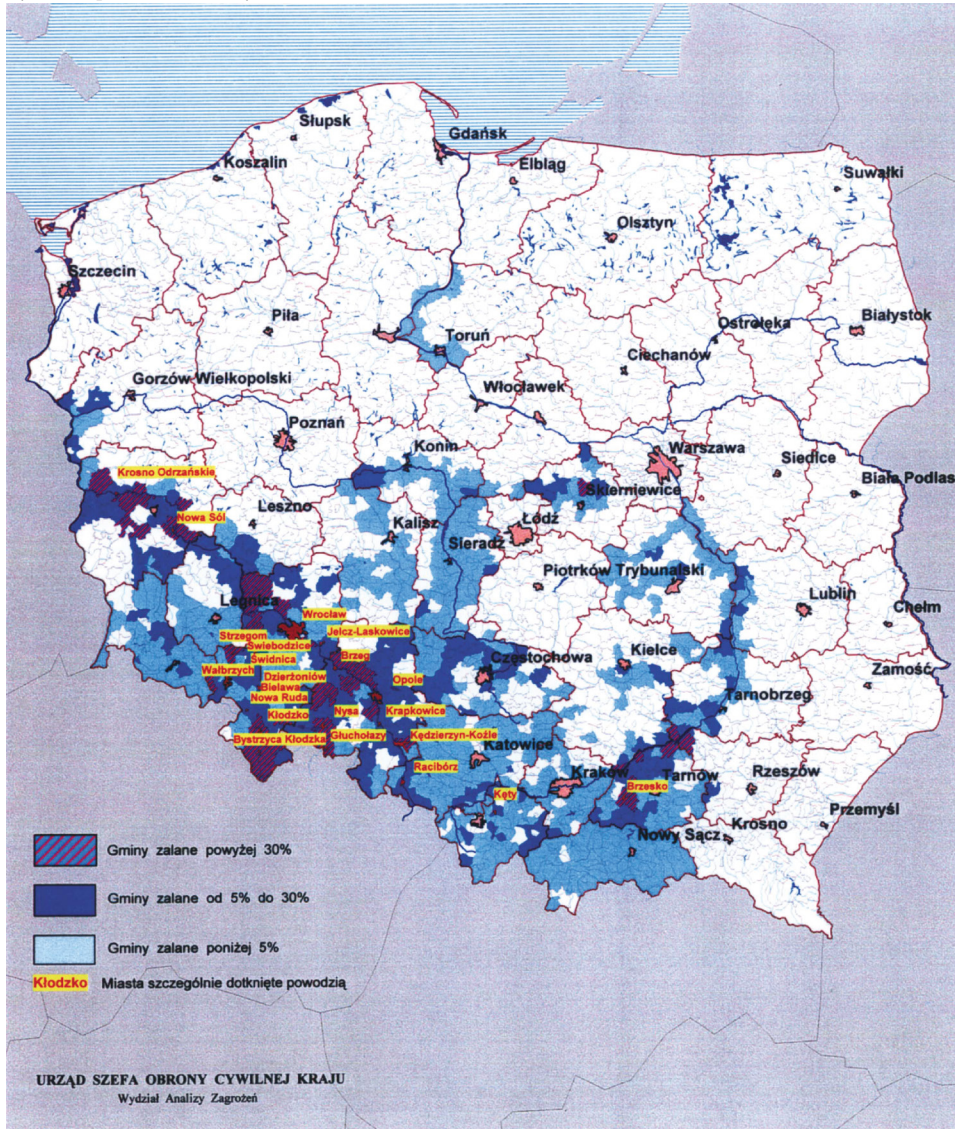 Słupsk
Gdańsk
Koszalin
Elbląg
Suwałki
Olsztyn
Szczecin
Piła
Toruń
Ostrołęka
Białystok
Ciechanów
Gorzów Wielkopolski
Włocławek
Poznań
Konin
Warszawa
Siedlce
Biała Podlas
Krosno Odrzańskie
Leszno
Skierniewice
Nowa Sól
Kalisz
Łódź
Sieradź
Piotrków Trybunalski
Lublin
Chełm
Legnica
Wrocław
Strzegom
Jelcz-Laskowice
Świebodzice
Świdnica
Brzeg
Kielce
Częstochowa
Zamość
Wałbrzych
Dzierżoniów
Opole
Bielawa
Nowa Ruda
Tarnobrzeg
Kłodzko
Nysa
Krapkowice
Bystrzyca Kłodzka
Głuchołazy
Kędzierzyn-Koźle
Katowice
Racibórz
Kraków
Tarnów
Rzeszów
Brzesko
Kęty
Przemyśl
Krosno
Nowy Sącz
Gminy zalane powyżej 30%
Gminy zalane od 5% do 30%
Gminy zalane poniżej 5%
Kłodzko Miasta szczególnie dotknięte powodzią
URZĄD SZEFA OBRONY CYWILNEJ KRAJU
Wydział Analizy Zagrożeń